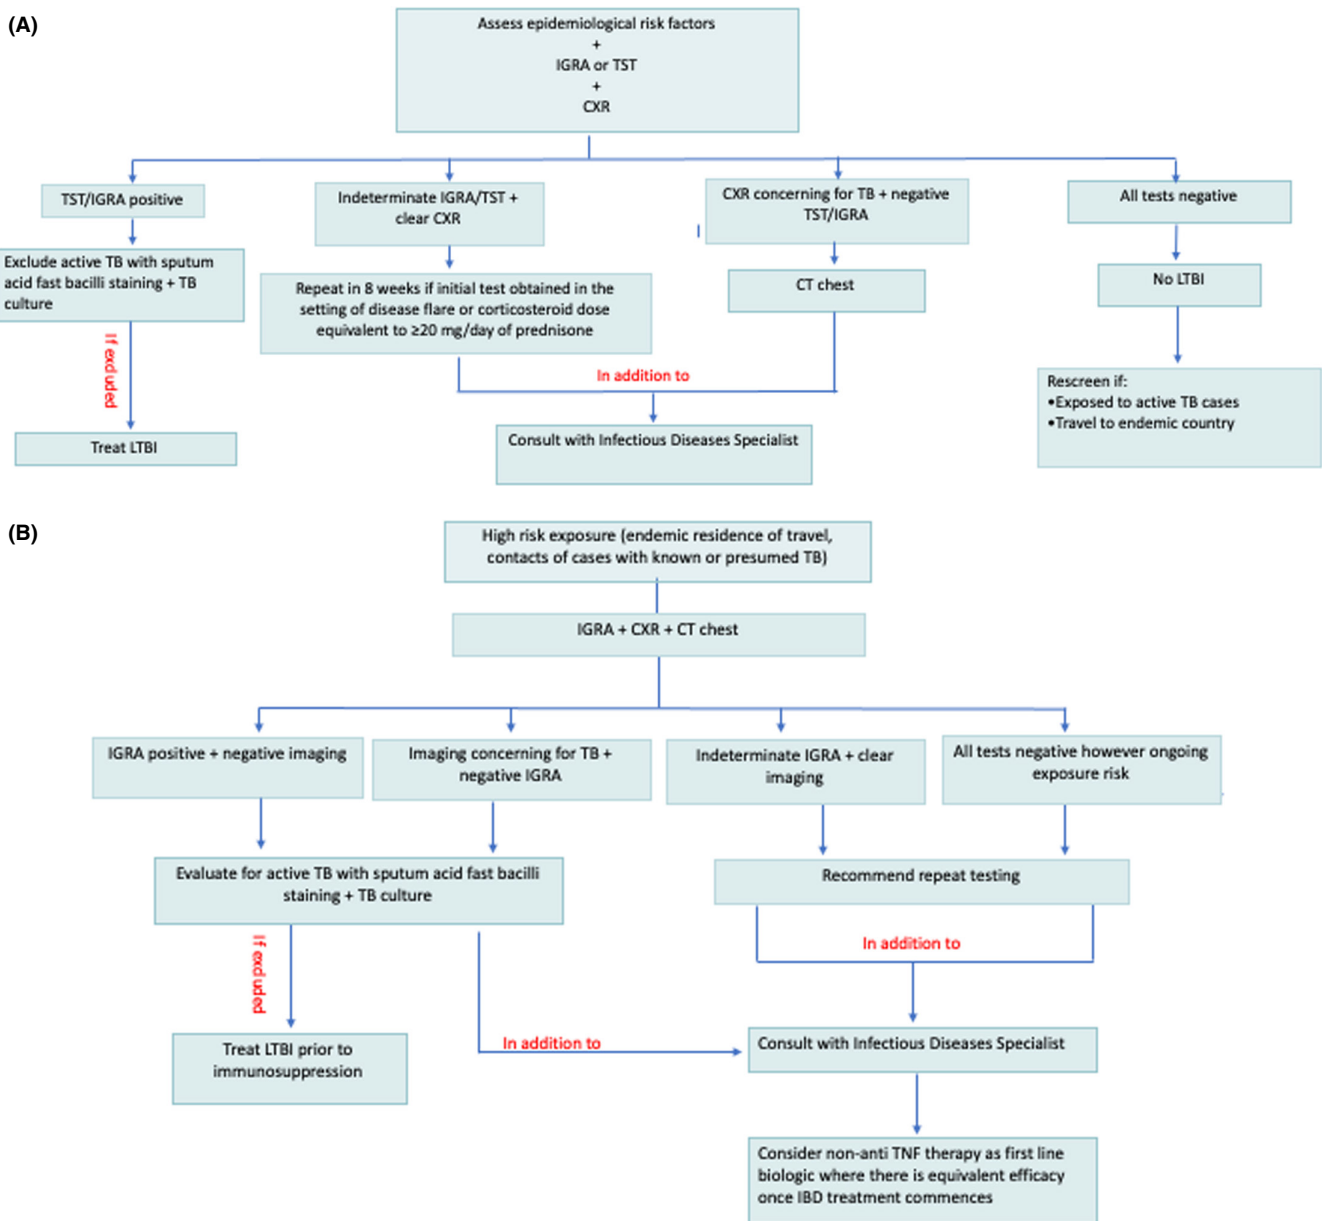 (A)
Assess epidemiological risk factors
+
IGRA or TST
+
CXR
TST/IGRA positive
Indeterminate IGRA/TST +
clear CXR
CXR concerning for TB + negative
TST/IGRA
All tests negative
Exclude active TB with sputum
acid fast bacilli staining + TB
culture
Repeat in 8 weeks if initial test obtained in the
setting of disease flare or corticosteroid dose
equivalent to ≥20 mg/day of prednisone
CT chest
No LTBI
If excluded
In addition to
Rescreen if:
•Exposed to active TB cases
•Travel to endemic country
Treat LTBI
Consult with Infectious Diseases Specialist
(B)
High risk exposure (endemic residence of travel,
contacts of cases with known or presumed TB)
IGRA + CXR + CT chest
IGRA positive + negative imaging
Imaging concerning for TB +
negative IGRA
Indeterminate IGRA + clear
imaging
All tests negative however ongoing
exposure risk
Evaluate for active TB with sputum acid fast bacilli
staining + TB culture
Recommend repeat testing
If excluded
In addition to
Treat LTBI prior to
immunosuppression
In addition to
Consult with Infectious Diseases Specialist
Consider non-anti TNF therapy as first line
biologic where there is equivalent efficacy
once IBD treatment commences